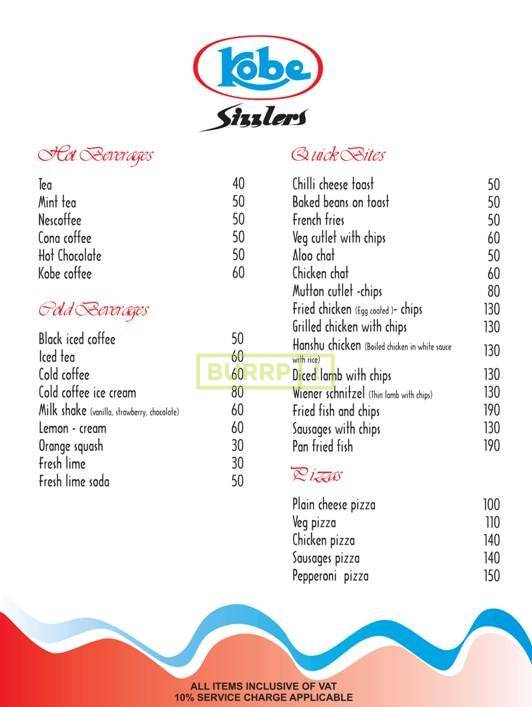 Kobe
Sizzlers
Hot Beverages
Tea 40
Mint tea 50
Nescoffee 50
Cona coffee 50
Hot Chocolate 50
Kobe coffee 60
Cold Beverages
Black iced coffee 50
Iced tea 60
Cold coffee 60
Cold coffee ice cream 80
Milk shake (vanilla, strawberry, chocolate) 60
Lemon - cream 60
Orange squash 30
Fresh lime 30
Fresh lime soda 50
Quick Bites
Chilli cheese toast 50
Baked beans on toast 50
French fries 50
Veg cutlet with chips 60
Aloo chat 50
Chicken chat 60
Mutton cutlet -chips 80
Fried chicken (Egg coated )- chips 130
Grilled chicken with chips 130
Hanshu chicken (Boiled chicken in white sauce
with rice) 130
Diced lamb with chips 130
Wiener schnitzel (Thin lamb with chips) 130
Fried fish and chips 190
Sausages with chips 130
Pan fried fish 190
Pizzas
Plain cheese pizza 100
Veg pizza 110
Chicken pizza 140
Sausages pizza 140
Pepperoni pizza 150
BURRP!
ALL ITEMS INCLUSIVE OF VAT
10% SERVICE CHARGE APPLICABLE